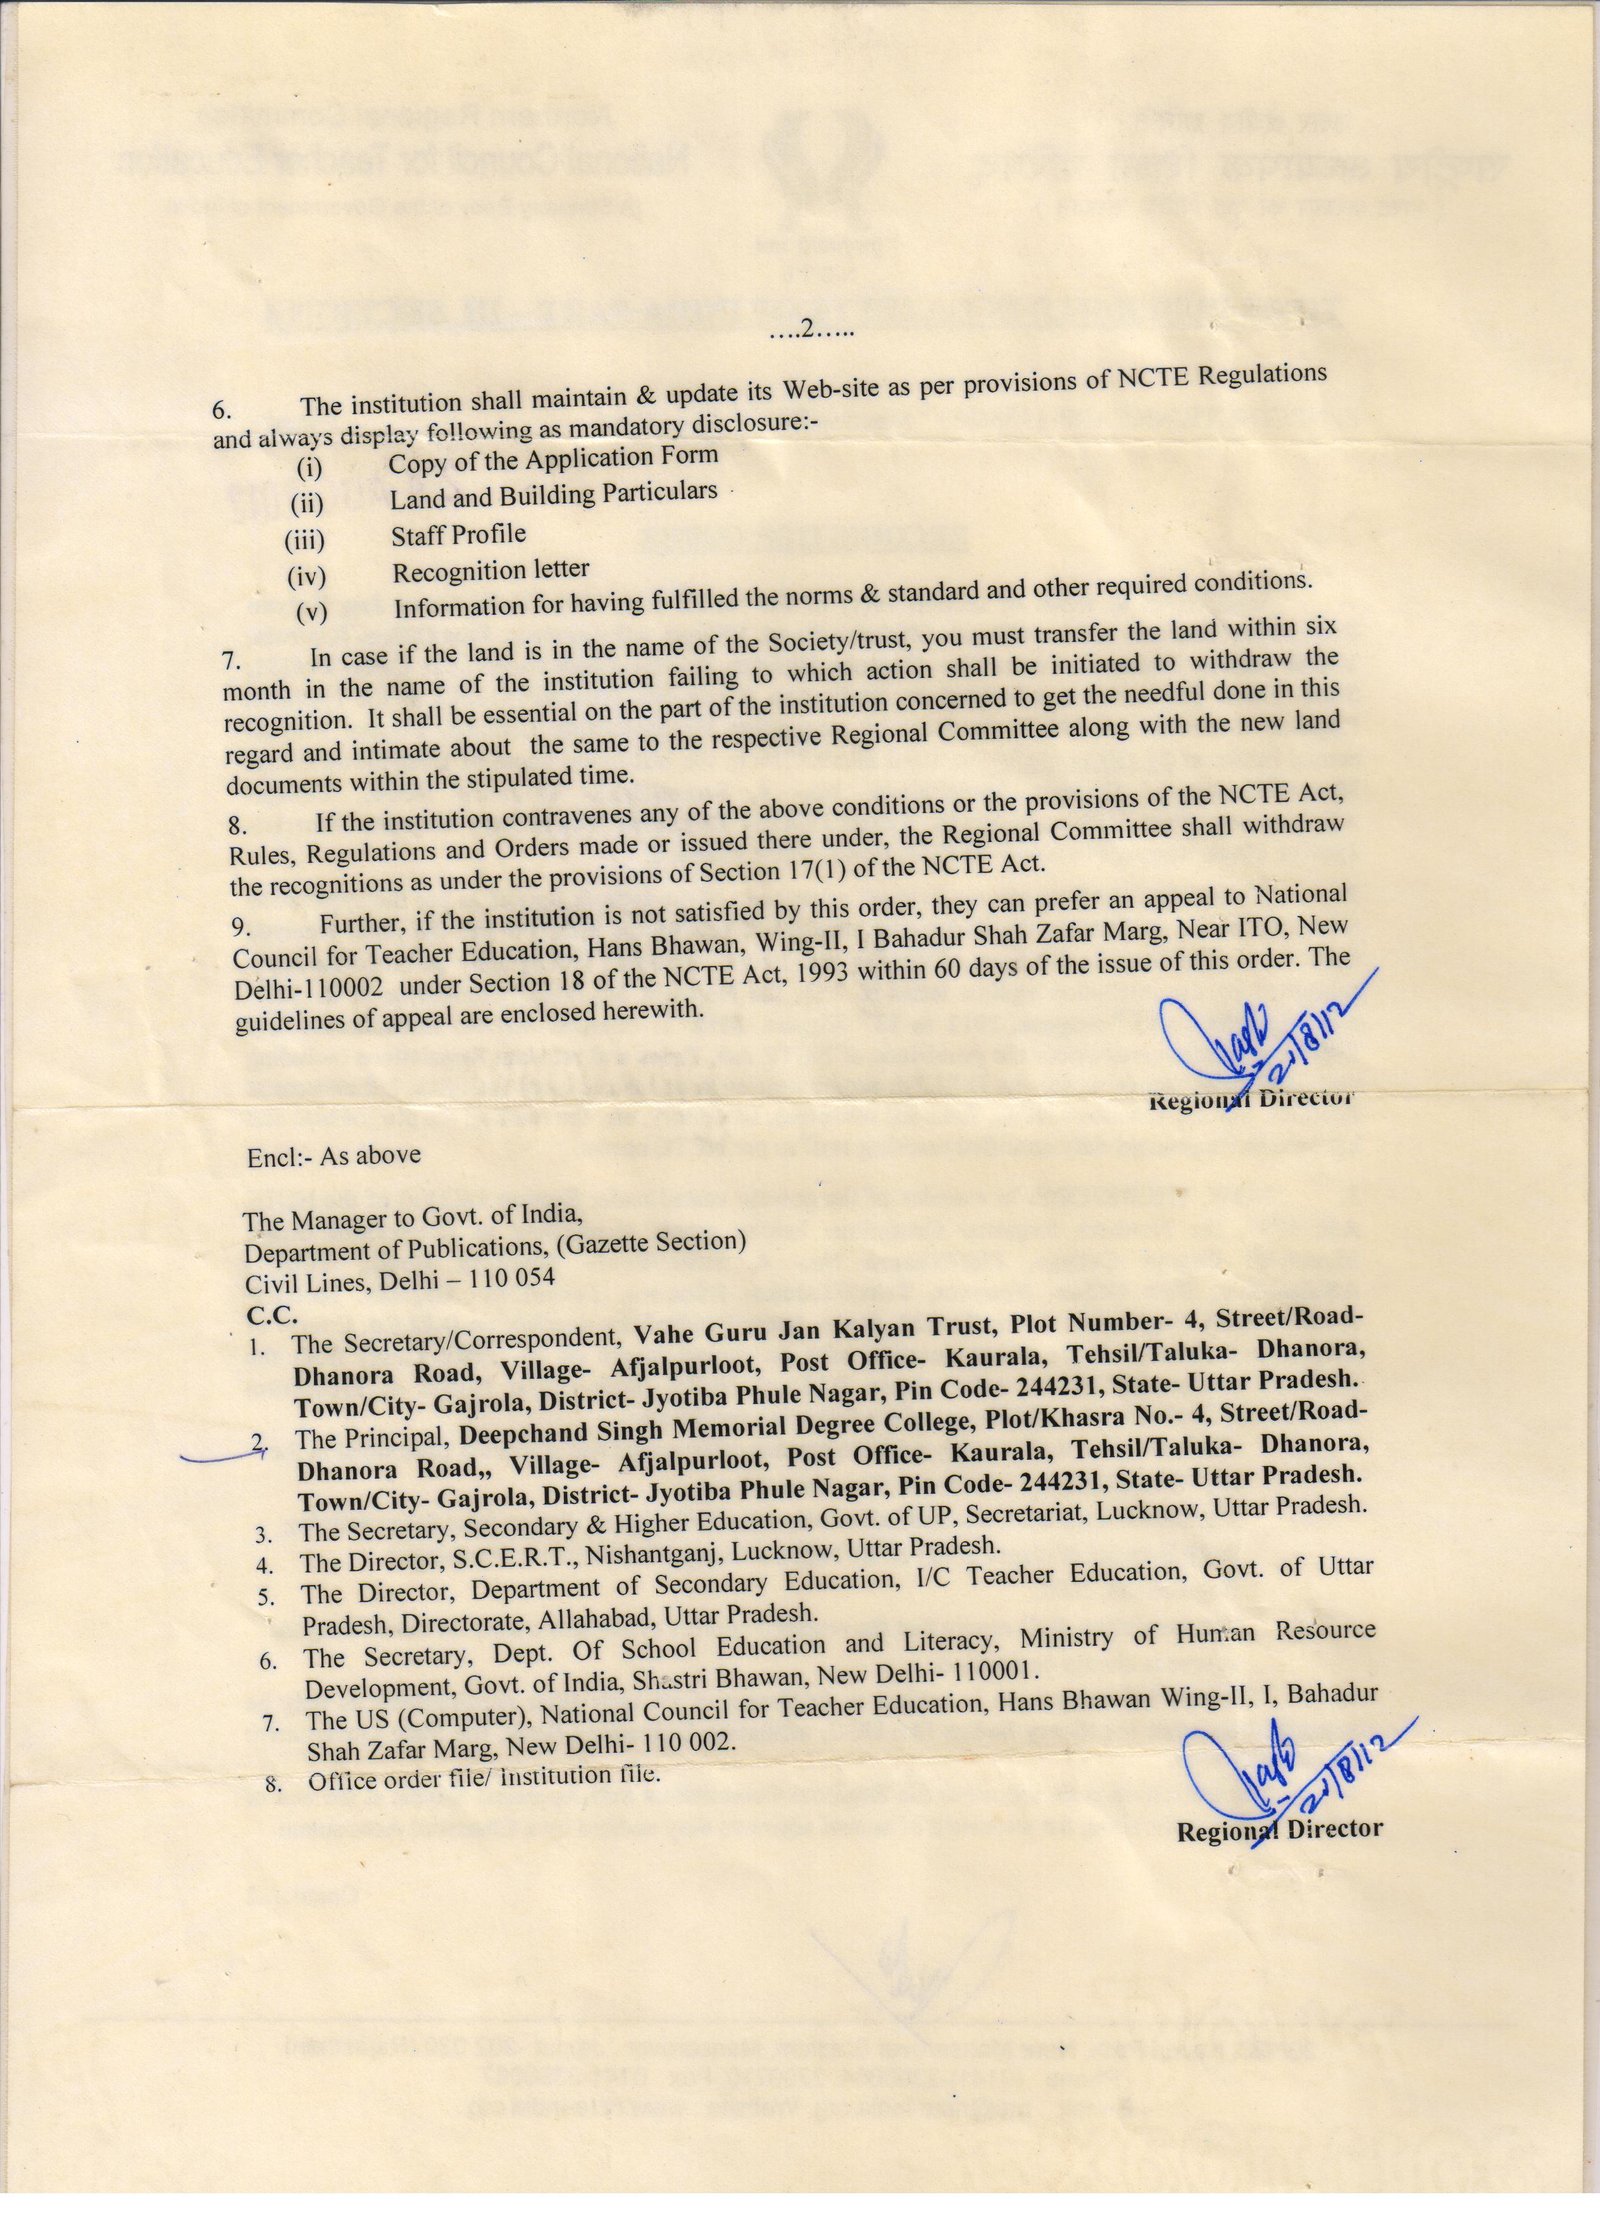 ....2.....
6. The institution shall maintain & update its Web-site as per provisions of NCTE Regulations
and always display following as mandatory disclosure:-
(i) Copy of the Application Form
(ii) Land and Building Particulars
(iii) Staff Profile
(iv) Recognition letter
(v) Information for having fulfilled the norms & standard and other required conditions.
7. In case if the land is in the name of the Society/trust, you must transfer the land within six
month in the name of the institution failing to which action shall be initiated to withdraw the
recognition. It shall be essential on the part of the institution concerned to get the needful done in this
regard and intimate about the same to the respective Regional Committee along with the new land
documents within the stipulated time.
8. If the institution contravenes any of the above conditions or the provisions of the NCTE Act,
Rules, Regulations and Orders made or issued there under, the Regional Committee shall withdraw
the recognitions as under the provisions of Section 17(1) of the NCTE Act.
9. Further, if the institution is not satisfied by this order, they can prefer an appeal to National
Council for Teacher Education, Hans Bhawan, Wing-II, I Bahadur Shah Zafar Marg, Near ITO, New
Delhi-110002 under Section 18 of the NCTE Act, 1993 within 60 days of the issue of this order. The
guidelines of appeal are enclosed herewith.
Regional Director
Encl:- As above
The Manager to Govt. of India,
Department of Publications, (Gazette Section)
Civil Lines, Delhi – 110 054
C.C.
1. The Secretary/Correspondent, Vahe Guru Jan Kalyan Trust, Plot Number- 4, Street/Road-
Dhanora Road, Village- Afjalpurloot, Post Office- Kaurala, Tehsil/Taluka- Dhanora,
Town/City- Gajrola, District- Jyotiba Phule Nagar, Pin Code- 244231, State- Uttar Pradesh.
2. The Principal, Deepchand Singh Memorial Degree College, Plot/Khasra No.- 4, Street/Road-
Dhanora Road,, Village- Afjalpurloot, Post Office- Kaurala, Tehsil/Taluka- Dhanora,
Town/City- Gajrola, District- Jyotiba Phule Nagar, Pin Code- 244231, State- Uttar Pradesh.
3. The Secretary, Secondary & Higher Education, Govt. of UP, Secretariat, Lucknow, Uttar Pradesh.
4. The Director, S.C.E.R.T., Nishantganj, Lucknow, Uttar Pradesh.
5. The Director, Department of Secondary Education, I/C Teacher Education, Govt. of Uttar
Pradesh, Directorate, Allahabad, Uttar Pradesh.
6. The Secretary, Dept. Of School Education and Literacy, Ministry of Human Resource
Development, Govt. of India, Shastri Bhawan, New Delhi- 110001.
7. The US (Computer), National Council for Teacher Education, Hans Bhawan Wing-II, I, Bahadur
Shah Zafar Marg, New Delhi- 110 002.
8. Office order file/ Institution file.
Regional Director